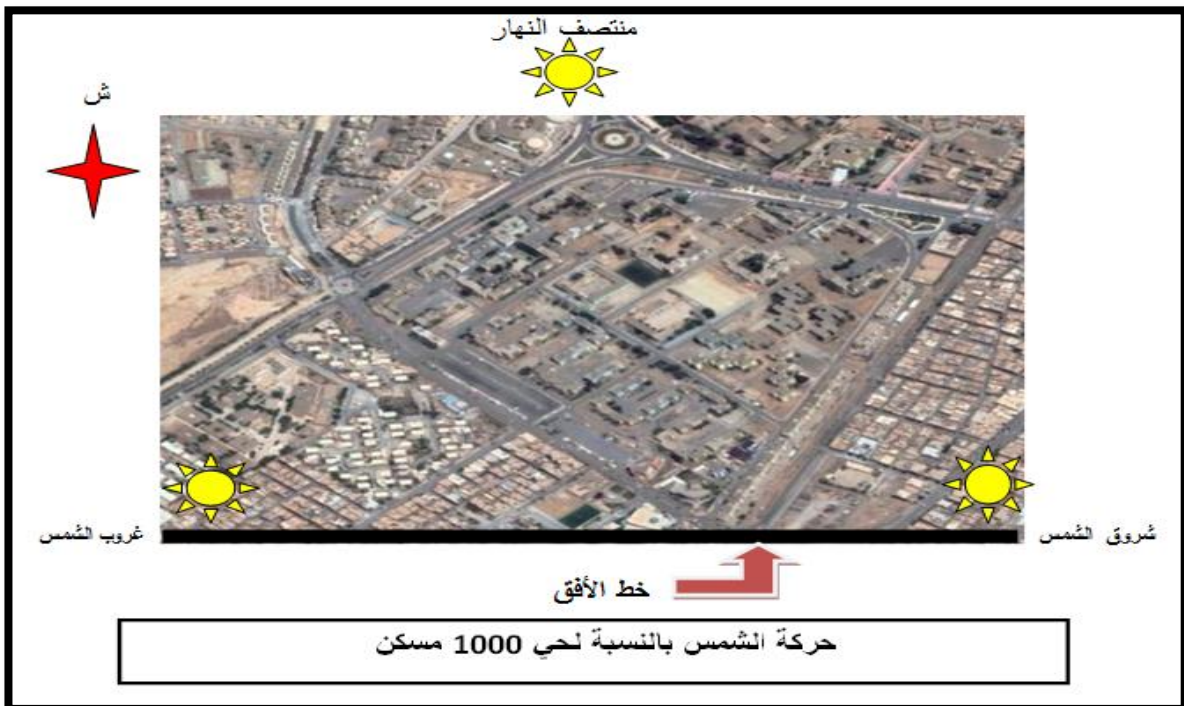 منتصف النهار
ش
شروق الشمس
غروب الشمس
خط الأفق
حركة الشمس بالنسبة لحي 1000 مسكن